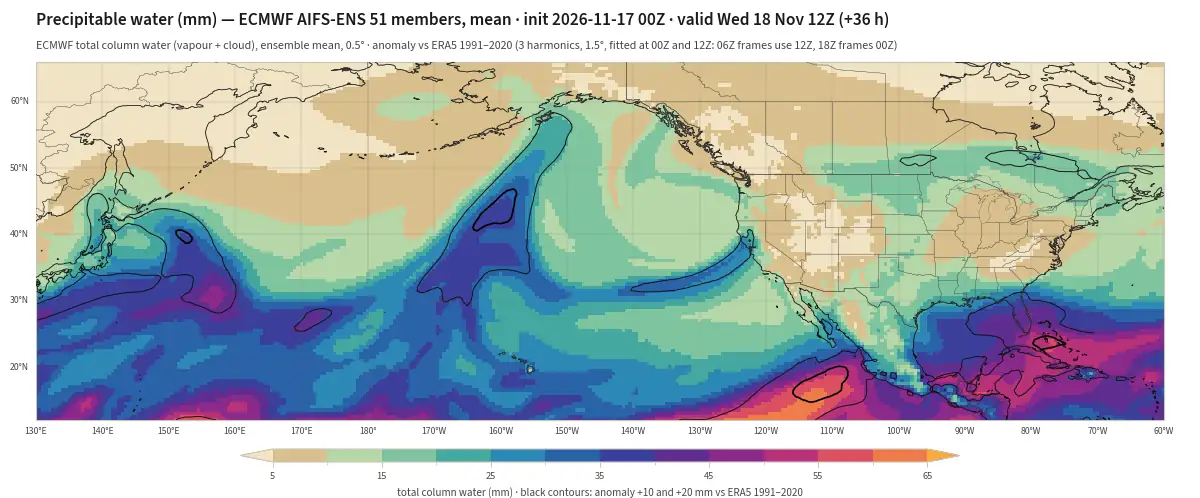 Precipitable water (mm) — ECMWF AIFS-ENS 51 members, mean · init 2026-11-17 00Z · valid Wed 18 Nov 12Z (+36 h)
ECMWF total column water (vapour + cloud), ensemble mean, 0.5° · anomaly vs ERA5 1991–2020 (3 harmonics, 1.5°, fitted at 00Z and 12Z: 06Z frames use 12Z, 18Z frames 00Z)
60°N
50°N
40°N
30°N
20°N
130°E 140°E 150°E 160°E 170°E 180° 170°W 160°W 150°W 140°W 130°W 120°W 110°W 100°W 90°W 80°W 70°W 60°W
5 15 25 35 45 55 65
total column water (mm) · black contours: anomaly +10 and +20 mm vs ERA5 1991–2020